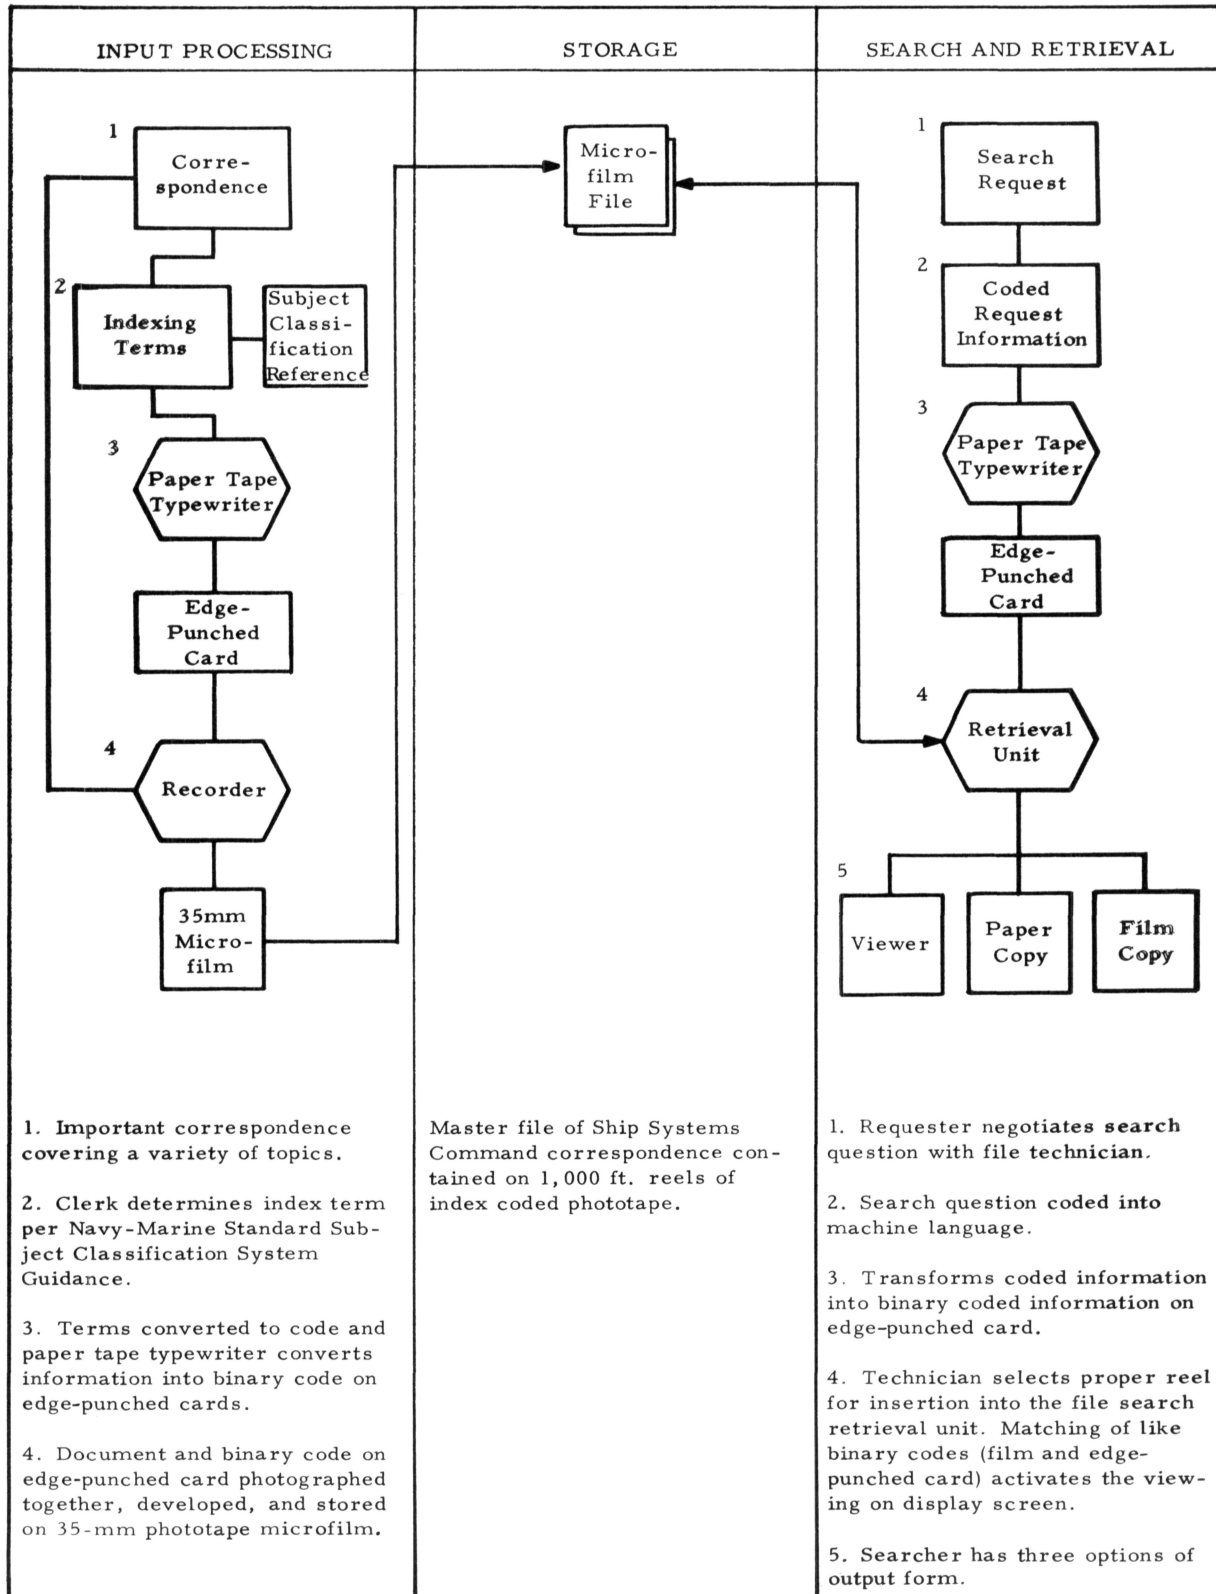 INPUT PROCESSING
STORAGE
SEARCH AND RETRIEVAL
1
Corre-
spondence
2
Indexing
Terms
Subject
Classi-
fication
Reference
3
Paper Tape
Typewriter
Edge-
Punched
Card
4
Recorder
35mm
Micro-
film
Micro-
film
File
1
Search
Request
2
Coded
Request
Information
3
Paper Tape
Typewriter
Edge-
Punched
Card
4
Retrieval
Unit
5
Viewer
Paper
Copy
Film
Copy
1. Important correspondence
covering a variety of topics.
2. Clerk determines index term
per Navy-Marine Standard Sub-
ject Classification System
Guidance.
3. Terms converted to code and
paper tape typewriter converts
information into binary code on
edge-punched cards.
4. Document and binary code on
edge-punched card photographed
together, developed, and stored
on 35-mm phototape microfilm.
Master file of Ship Systems
Command correspondence con-
tained on 1,000 ft. reels of
index coded phototape.
1. Requester negotiates search
question with file technician.
2. Search question coded into
machine language.
3. Transforms coded information
into binary coded information on
edge-punched card.
4. Technician selects proper reel
for insertion into the file search
retrieval unit. Matching of like
binary codes (film and edge-
punched card) activates the view-
ing on display screen.
5. Searcher has three options of
output form.